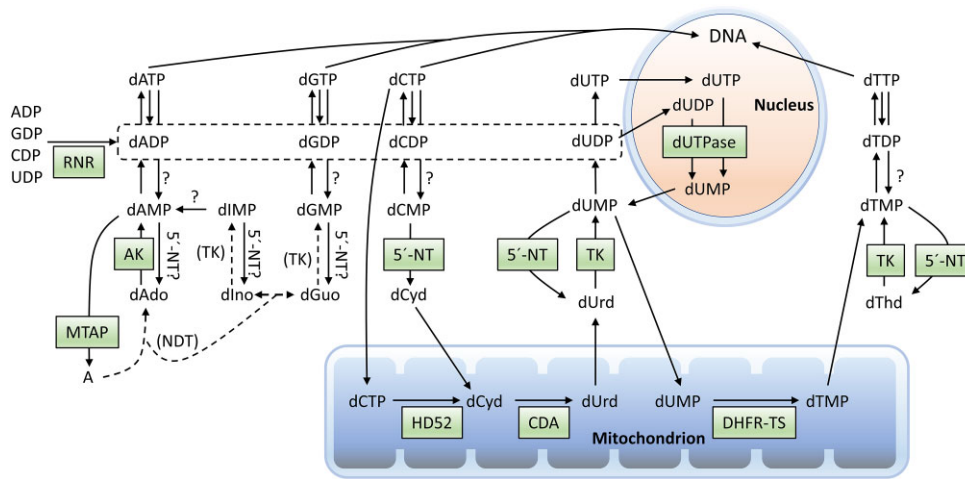 DNA
dATP
dGTP
dCTP
dUTP
dUTP
dTTP
Nucleus
dUDP
ADP
GDP
CDP
UDP
RNR
dADP
dGDP
dCDP
dUDP
dUTPase
dTDP
?
?
?
?
dUMP
dAMP
?
dIMP
dGMP
dCMP
dUMP
dTMP
AK
5´-NT?
(TK)
5´-NT?
(TK)
5´-NT?
5´-NT
5´-NT
TK
TK
5´-NT
dAdo
dIno
dGuo
dCyd
dUrd
dThd
MTAP
(NDT)
A
dCTP
dCyd
dUrd
dUMP
dTMP
HD52
CDA
DHFR-TS
Mitochondrion